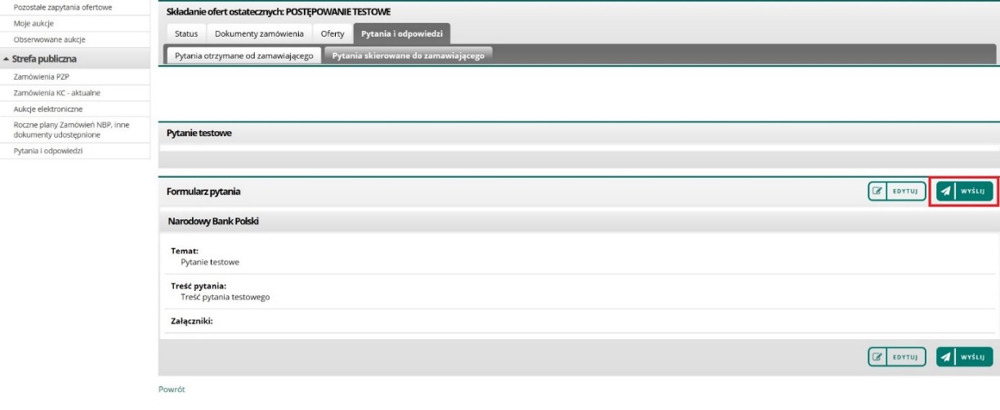 Pozostałe zapytania ofertowe
Moje aukcje
Obserwowane aukcje
Strefa publiczna
Zamówienia PZP
Zamówienia KC - aktualne
Aukcje elektroniczne
Roczne plany Zamówień NBP, inne
dokumenty udostępnione
Pytania i odpowiedzi
Składanie ofert ostatecznych: POSTĘPOWANIE TESTOWE
Status Dokumenty zamówienia Oferty Pytania i odpowiedzi
Pytania otrzymane od zamawiającego Pytania skierowane do zamawiającego
Pytanie testowe
Formularz pytania EDYTUJ WYŚLIJ
Narodowy Bank Polski
Temat:
Pytanie testowe
Treść pytania:
Treść pytania testowego
Załączniki:
EDYTUJ WYŚLIJ
Powrót